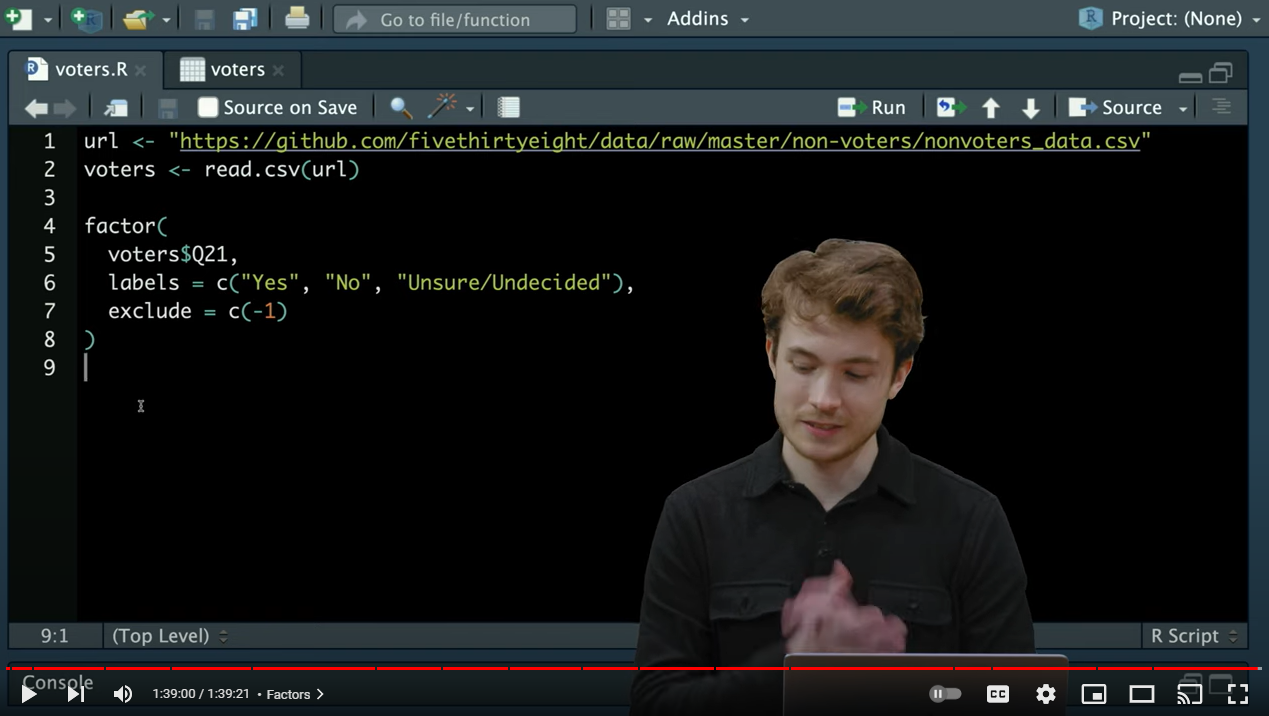 Go to file/function
Addins
Project: (None)
voters.R
voters
Source on Save
Run
Source
1 url <- "https://github.com/fivethirtyeight/data/raw/master/non-voters/nonvoters_data.csv"
2 voters <- read.csv(url)
3
4 factor(
5   voters$Q21,
6   labels = c("Yes", "No", "Unsure/Undecided"),
7   exclude = c(-1)
8 )
9
9:1 (Top Level) R Script
Console
1:39:00 / 1:39:21 • Factors
CC